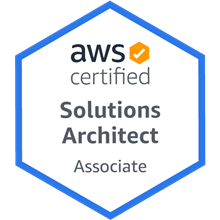 aws
certified
Solutions
Architect
Associate